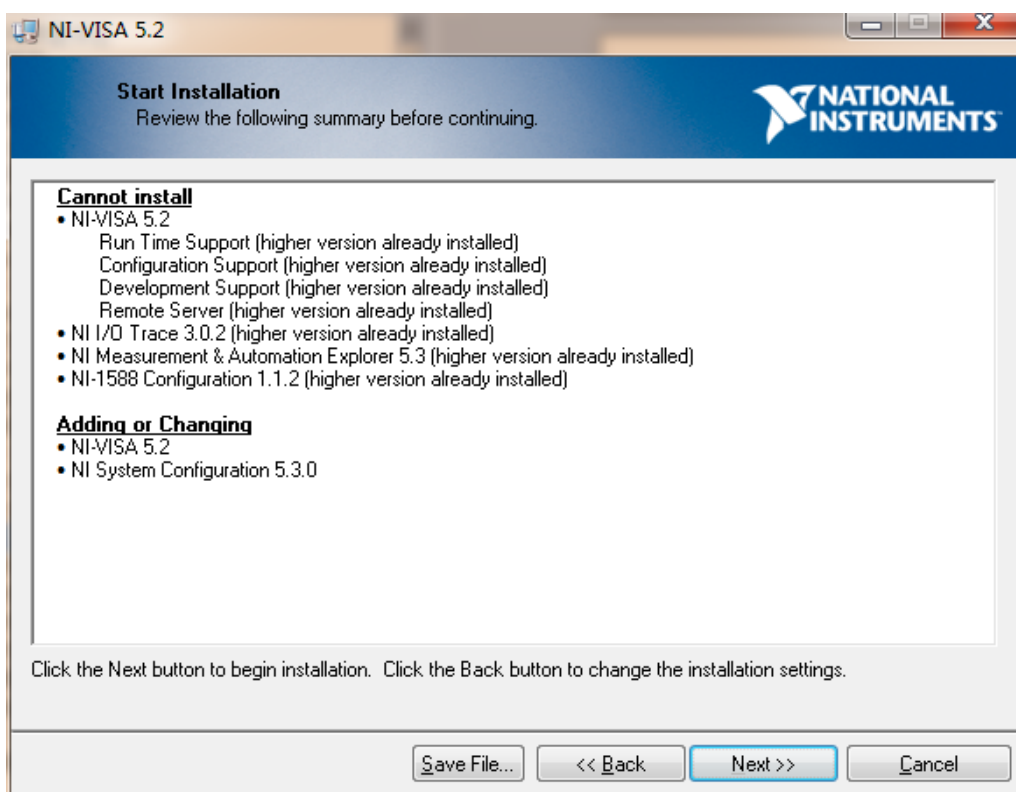 NI-VISA 5.2
Start Installation
Review the following summary before continuing.
NATIONAL
INSTRUMENTS
Cannot install
• NI-VISA 5.2
Run Time Support (higher version already installed)
Configuration Support (higher version already installed)
Development Support (higher version already installed)
Remote Server (higher version already installed)
• NI I/O Trace 3.0.2 (higher version already installed)
• NI Measurement & Automation Explorer 5.3 (higher version already installed)
• NI-1588 Configuration 1.1.2 (higher version already installed)
Adding or Changing
• NI-VISA 5.2
• NI System Configuration 5.3.0
Click the Next button to begin installation.  Click the Back button to change the installation settings.
Save File...
<< Back
Next >>
Cancel